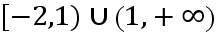 [−2,1) ∪ (1, + ∞)